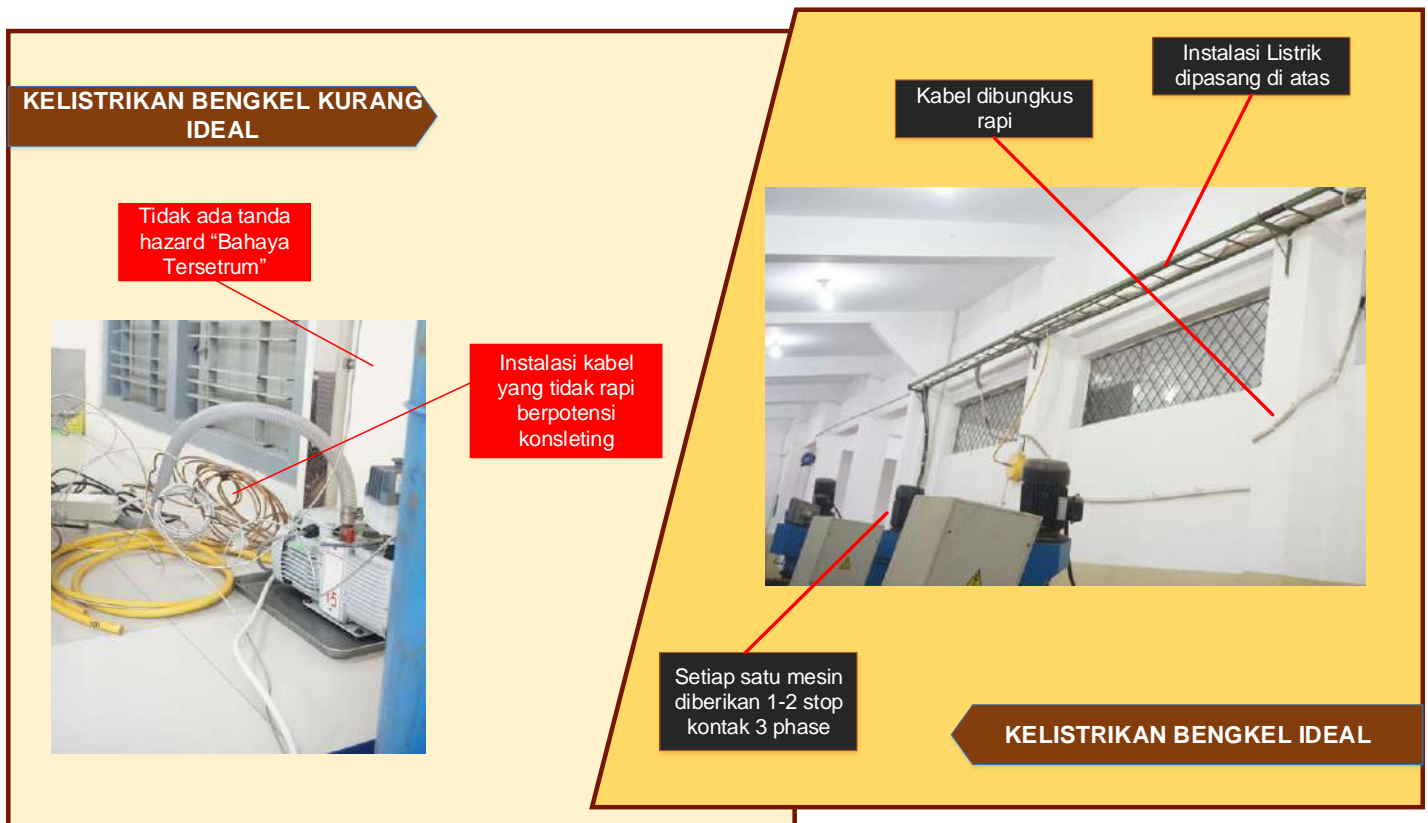 KELISTRIKAN BENGKEL KURANG
IDEAL
Tidak ada tanda
hazard “Bahaya
Tersetrum”
Instalasi kabel
yang tidak rapi
berpotensi
konsleting
Instalasi Listrik
dipasang di atas
Kabel dibungkus
rapi
Setiap satu mesin
diberikan 1-2 stop
kontak 3 phase
KELISTRIKAN BENGKEL IDEAL